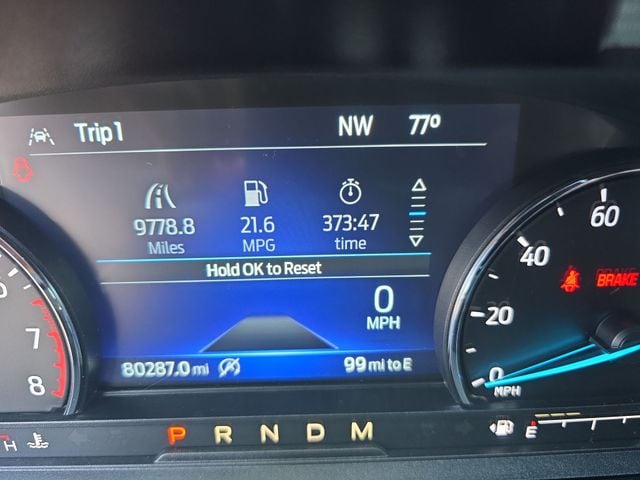 Trip 1 NW 77°
9778.8 21.6 373:47
Miles MPG time
Hold OK to Reset
0
MPH
80287.0 mi 99 mi to E
7
8
60
40
20
0
MPH
BRAKE
H P R N D M E